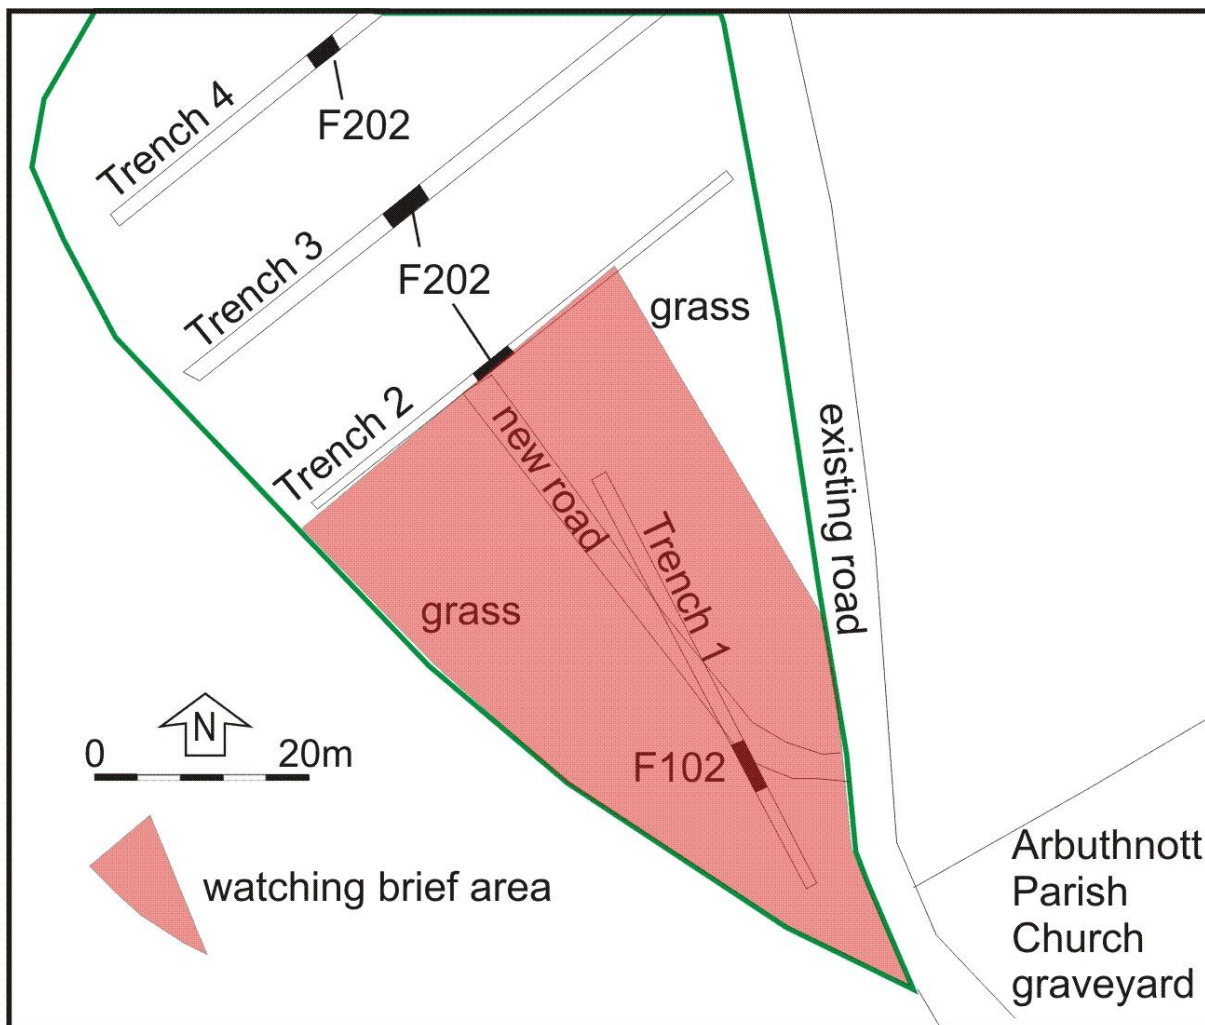 Trench 4
F202
Trench 3
F202
grass
Trench 2
new road
existing road
Trench 1
grass
N
0 20m
F102
watching brief area
Arbuthnott
Parish
Church
graveyard